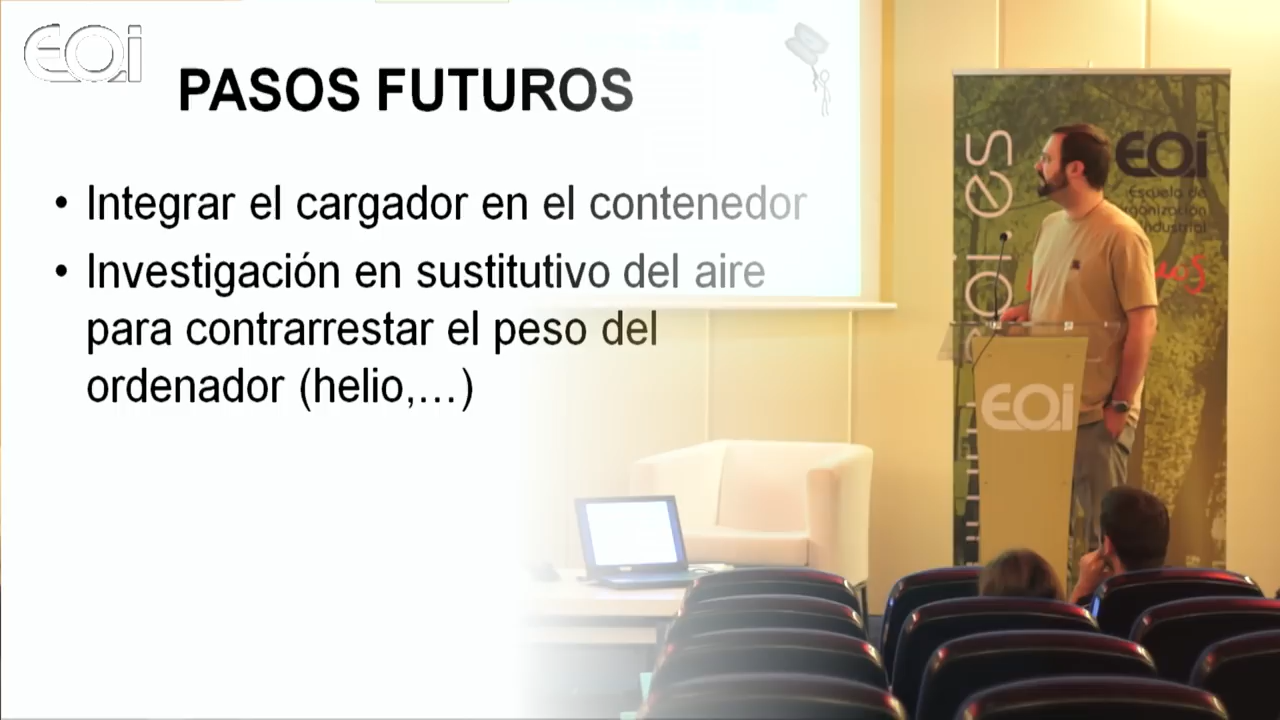 EOi
PASOS FUTUROS
• Integrar el cargador en el contenedor
• Investigación en sustitutivo del aire
para contrarrestar el peso del
ordenador (helio,…)
EOi
Escuela de
Industrial
EOi